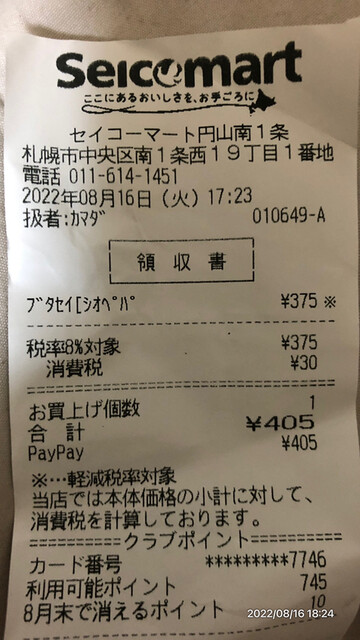 Seicomart
ここにあるおいしさを、お手ごろに
セイコーマート円山南1条
札幌市中央区南1条西19丁目1番地
電話 011-614-1451
2022年08月16日（火）17:23
扱者:ｶﾏﾀﾞ 010649-A
領収書
ﾌﾞﾀｾｲ[ｼｵﾍﾟﾊﾟ ¥375 ※
税率8%対象 ¥375
消費税 ¥30
お買上げ個数 1
合 計 ¥405
PayPay ¥405
※…軽減税率対象
当店では本体価格の小計に対して、
消費税を計算しております。
==========クラブポイント==========
カード番号 *********7746
利用可能ポイント 745
8月末で消えるポイント 10
2022/08/16 18:24